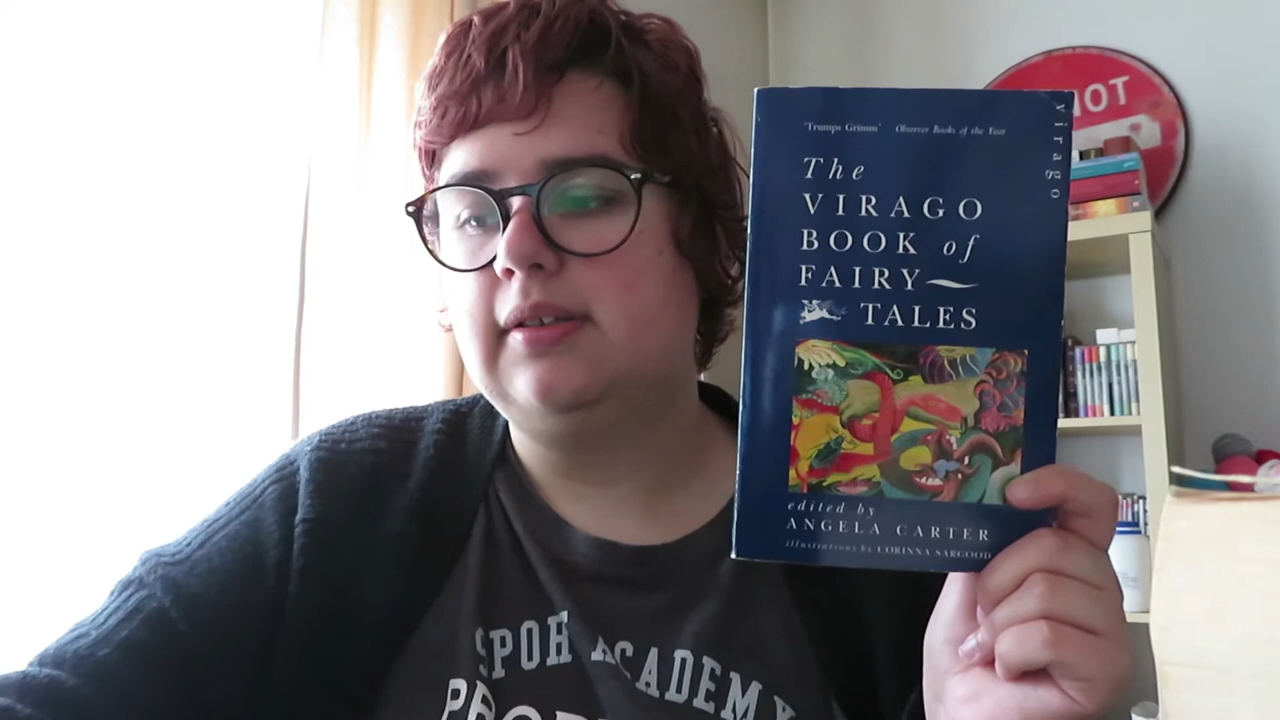 "Trumps Grimm" Observer Books of the Year
The
VIRAGO
BOOK of
FAIRY
TALES
edited by
ANGELA CARTER
illustrations by CORINNA SARGOOD
virago
SPOH ACADEMY